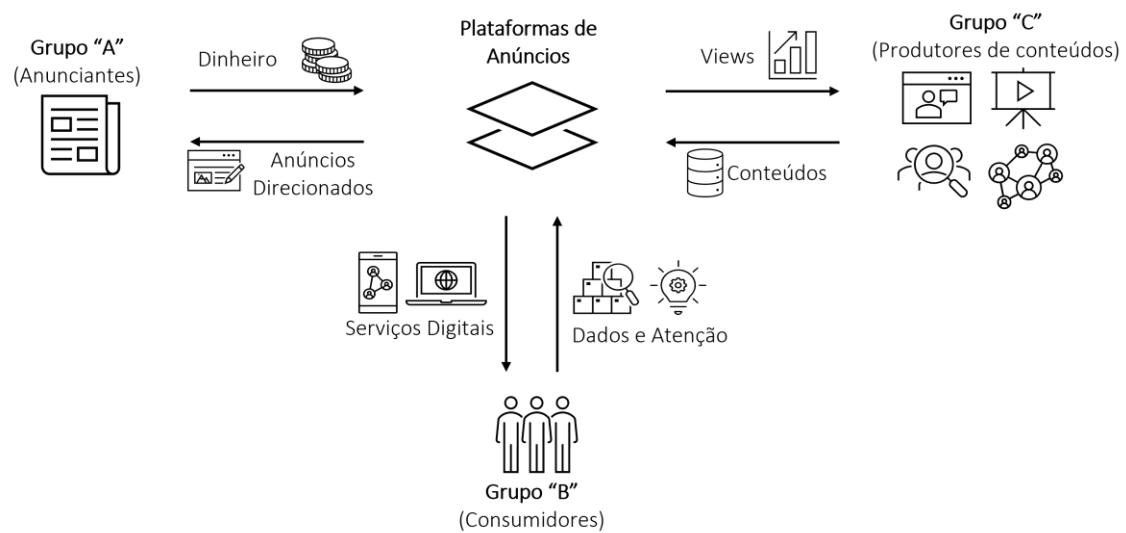 Grupo “A”
(Anunciantes)
Dinheiro
Anúncios
Direcionados
Plataformas de
Anúncios
Views
Conteúdos
Grupo “C”
(Produtores de conteúdos)
Serviços Digitais
Dados e Atenção
Grupo “B”
(Consumidores)